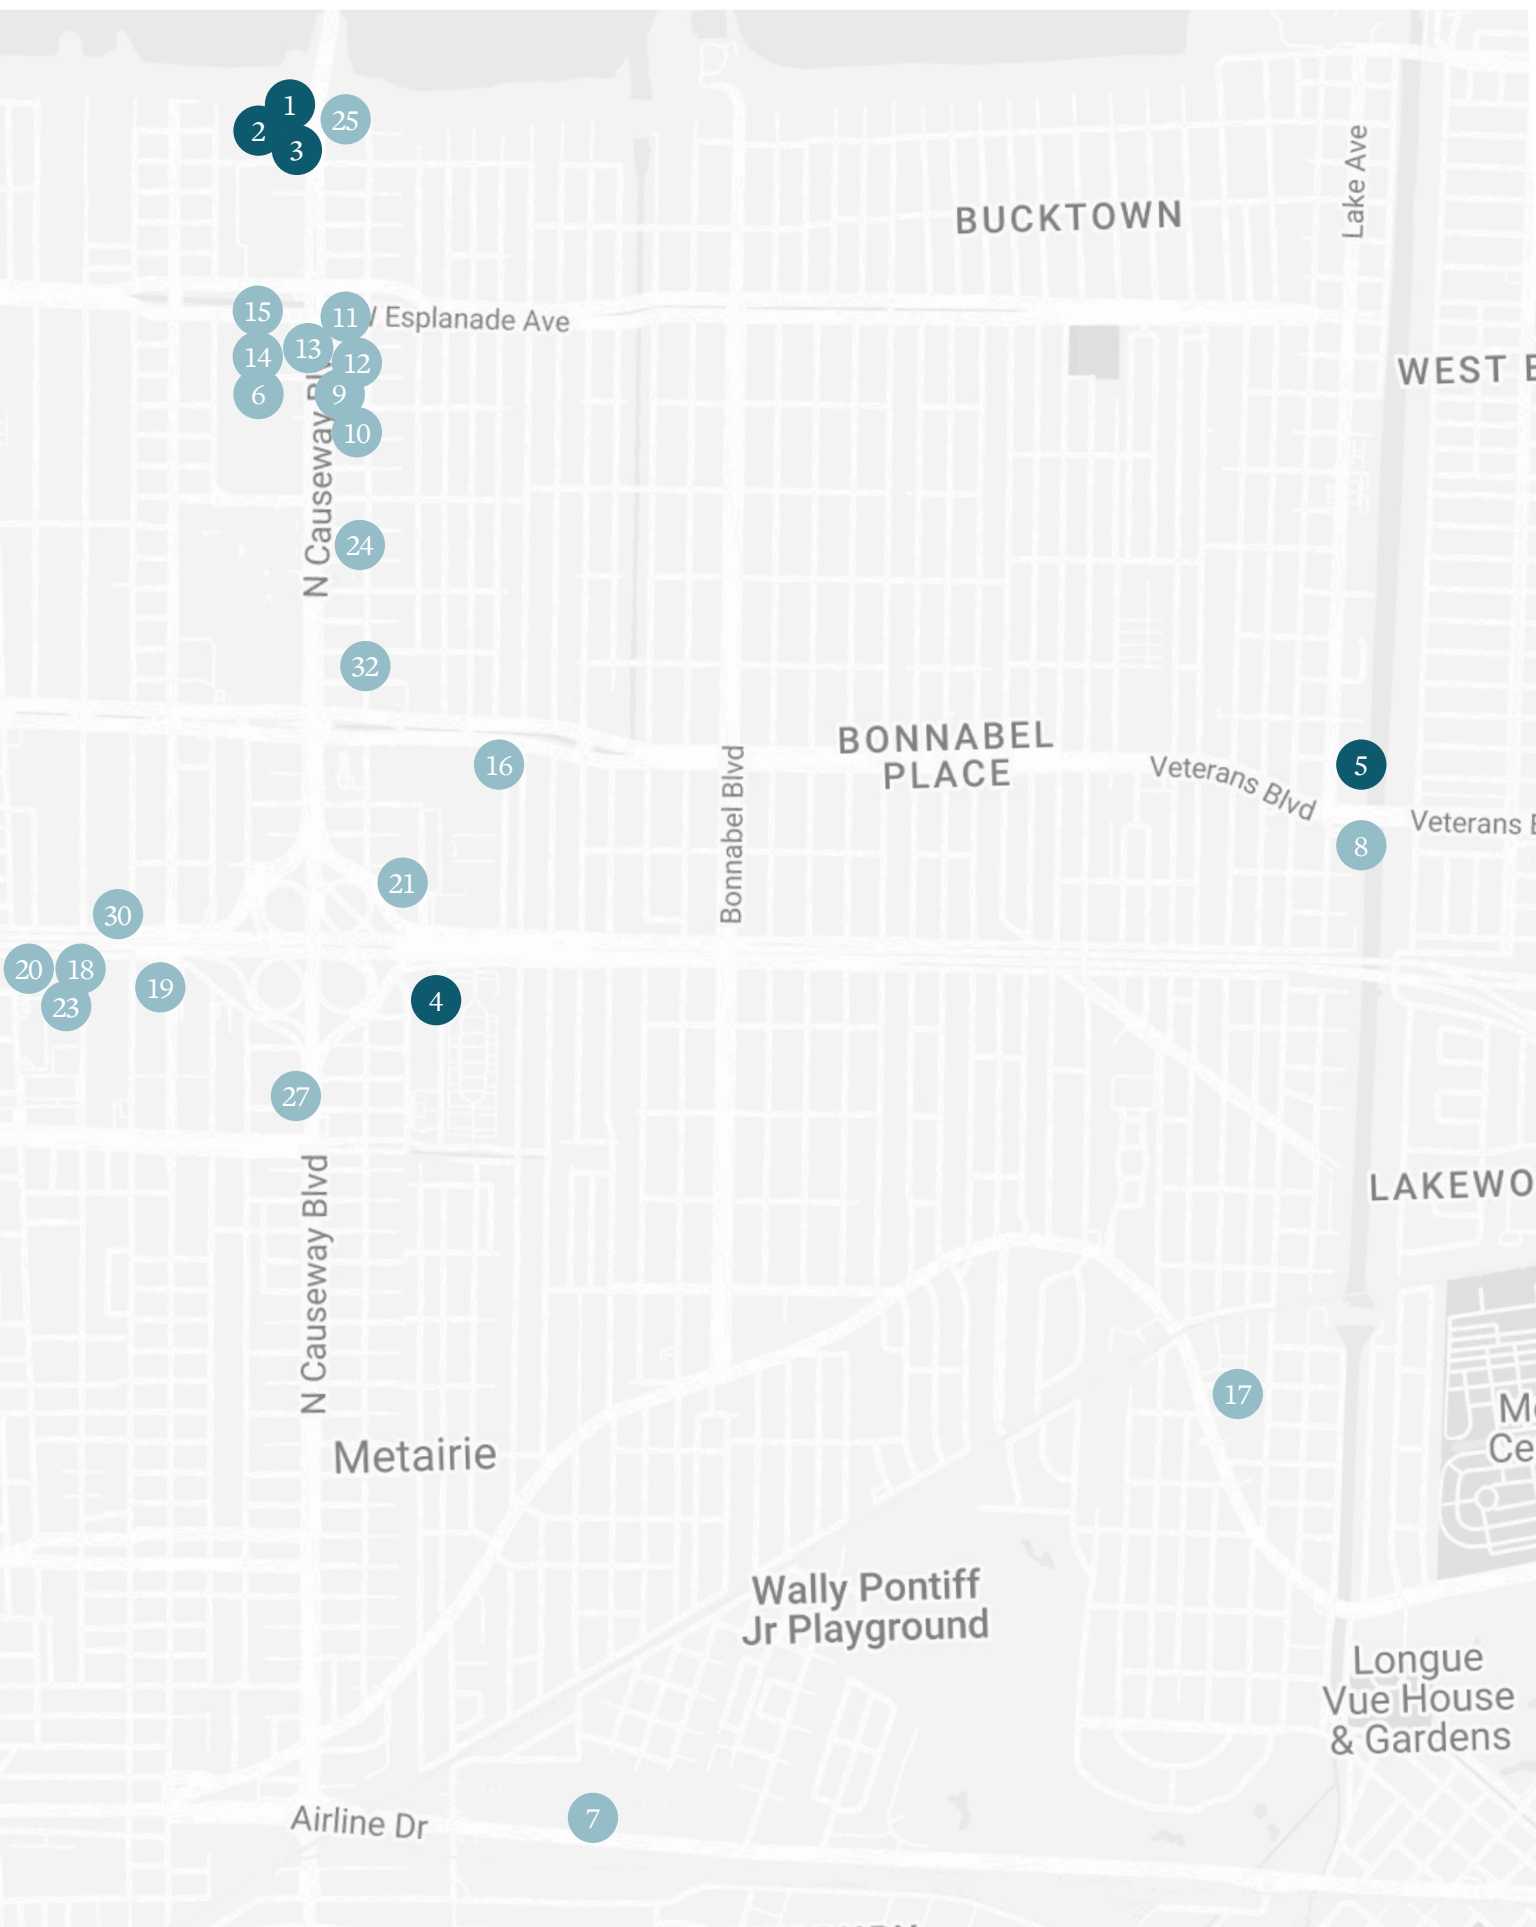 1
25
2
3
Lake Ave
BUCKTOWN
15
11
Esplanade Ave
13
14
12
WEST
6
9
10
N Causeway
24
32
BONNABEL
PLACE
16
Veterans Blvd
5
Bonnabel Blvd
Veterans
8
21
30
20
18
19
23
4
27
N Causeway Blvd
LAKEWO
17
Metairie
Wally Pontiff
Jr Playground
Longue
Vue House
& Gardens
Airline Dr
7